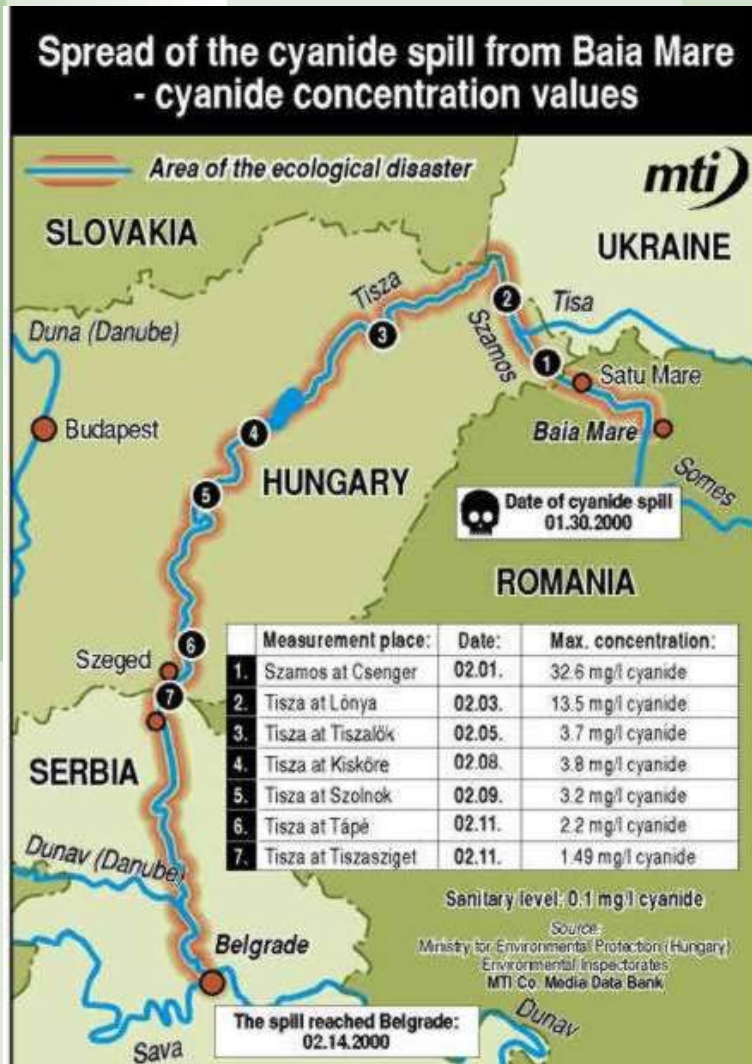 Spread of the cyanide spill from Baia Mare
- cyanide concentration values
Area of the ecological disaster
mti
SLOVAKIA
UKRAINE
Tisza
Tisa
Duna (Danube)
Szamos
Satu Mare
Budapest
Baia Mare
HUNGARY
Somes
Date of cyanide spill
01.30.2000
ROMANIA
Szeged
SERBIA
Dunav (Danube)
Belgrade
Sava
Dunav
1
2
3
4
5
6
7
Measurement place: Date: Max. concentration:
1. Szamos at Csenger 02.01. 32.6 mg/l cyanide
2. Tisza at Lónya 02.03. 13.5 mg/l cyanide
3. Tisza at Tiszalök 02.05. 3.7 mg/l cyanide
4. Tisza at Kisköre 02.08. 3.8 mg/l cyanide
5. Tisza at Szolnok 02.09. 3.2 mg/l cyanide
6. Tisza at Tápé 02.11. 2.2 mg/l cyanide
7. Tisza at Tiszasziget 02.11. 1.49 mg/l cyanide
Sanitary level: 0.1 mg/l cyanide
Source:
Ministry for Environmental Protection (Hungary)
Environmental Inspectorates
MTI Co. Media Data Bank
The spill reached Belgrade:
02.14.2000